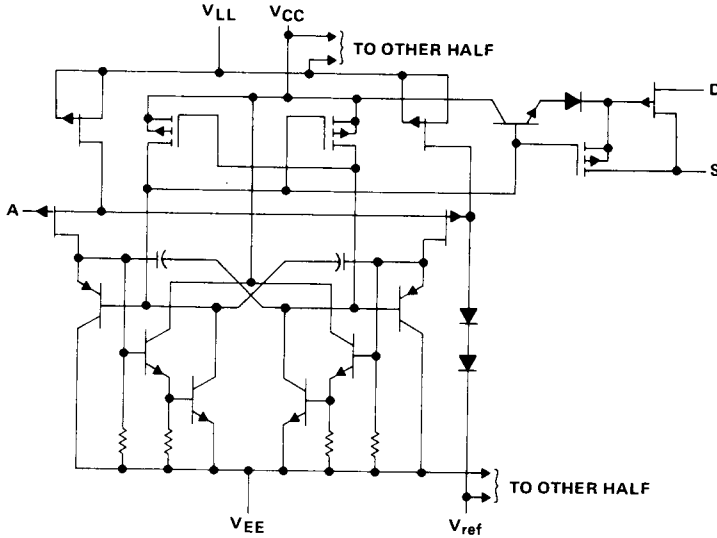 VLL
VCC
TO OTHER HALF
D
S
A
TO OTHER HALF
VEE
Vref